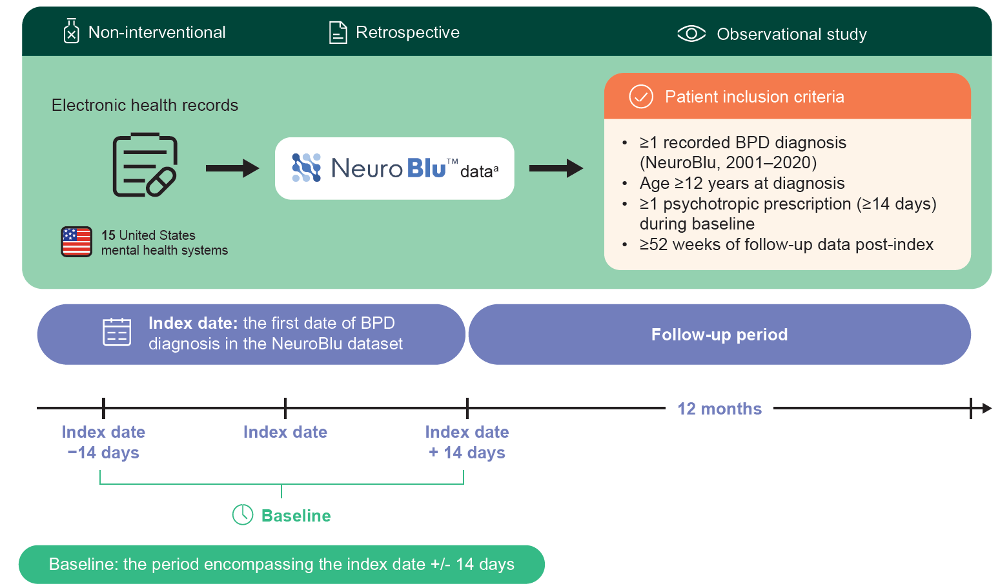 Non-interventional
Retrospective
Observational study
Electronic health records
NeuroBlu™ dataᵃ
15 United States
mental health systems
Patient inclusion criteria
• ≥1 recorded BPD diagnosis
(NeuroBlu, 2001–2020)
• Age ≥12 years at diagnosis
• ≥1 psychotropic prescription (≥14 days)
during baseline
• ≥52 weeks of follow-up data post-index
Index date: the first date of BPD
diagnosis in the NeuroBlu dataset
Follow-up period
12 months
Index date
−14 days
Index date
Index date
+ 14 days
Baseline
Baseline: the period encompassing the index date +/- 14 days